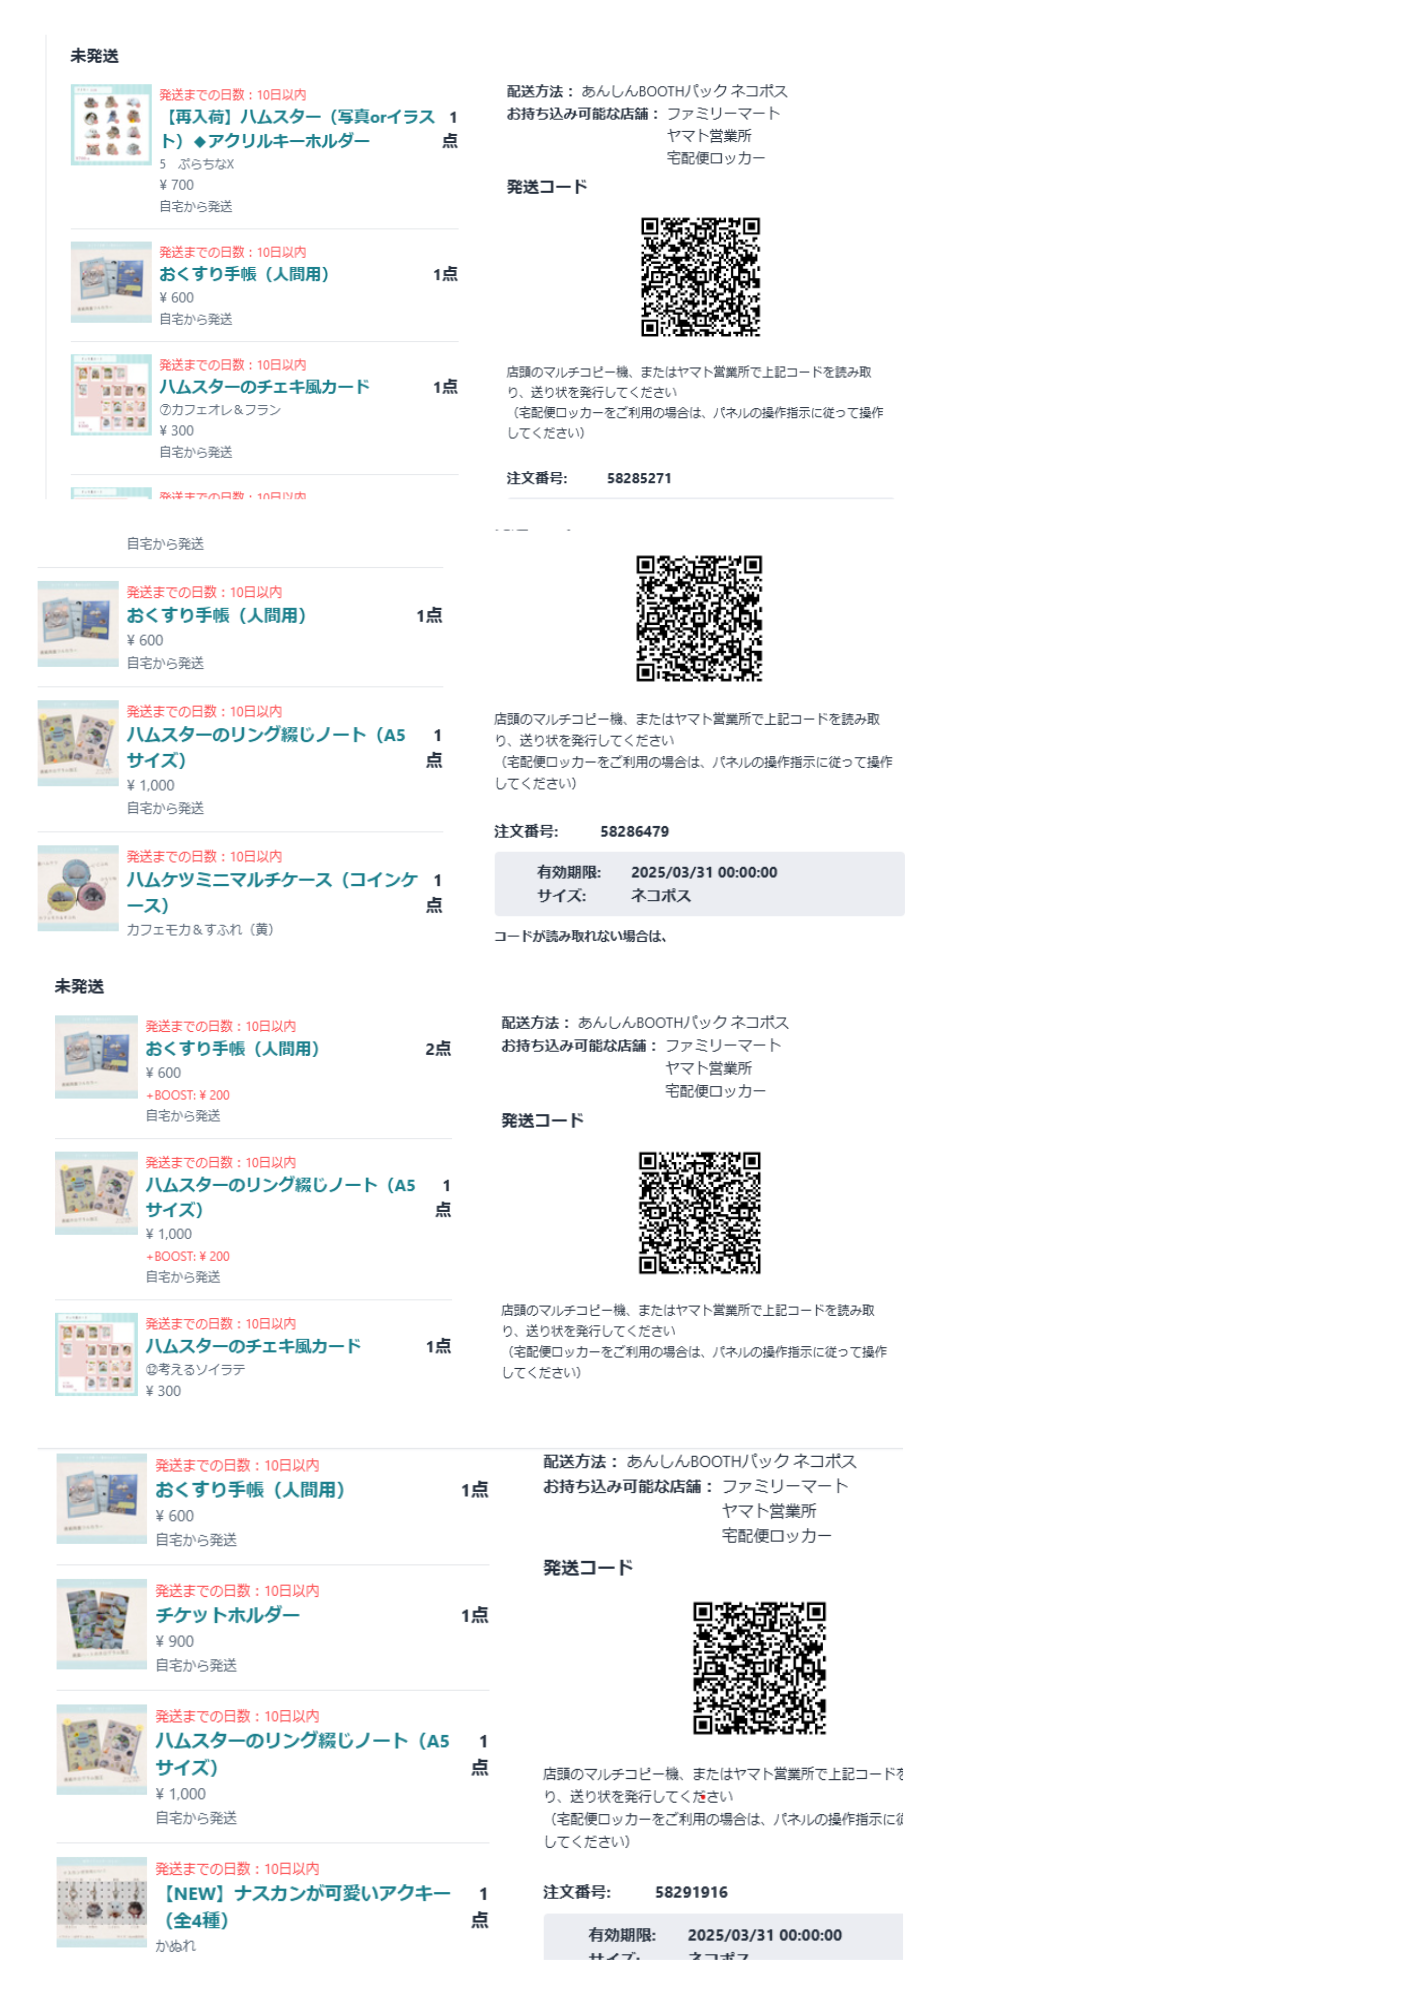 未発送
発送までの日数：10日以内
【再入荷】ハムスター（写真orイラス
ト）◆アクリルキーホルダー
1
点
5　ぷらちなX
¥ 700
自宅から発送
発送までの日数：10日以内
おくすり手帳（人間用）
1点
¥ 600
自宅から発送
発送までの日数：10日以内
ハムスターのチェキ風カード
1点
⑦カフェオレ＆フラン
¥ 300
自宅から発送
発送までの日数：10日以内
配送方法： あんしんBOOTHパック ネコポス
お持ち込み可能な店舗： ファミリーマート
ヤマト営業所
宅配便ロッカー
発送コード
店頭のマルチコピー機、またはヤマト営業所で上記コードを読み取
り、送り状を発行してください
（宅配便ロッカーをご利用の場合は、パネルの操作指示に従って操作
してください）
注文番号: 58285271
自宅から発送
発送までの日数：10日以内
おくすり手帳（人間用）
1点
¥ 600
自宅から発送
発送までの日数：10日以内
ハムスターのリング綴じノート（A5
サイズ）
1
点
¥ 1,000
自宅から発送
発送までの日数：10日以内
ハムケツミニマルチケース（コインケ
ース）
1
点
カフェモカ＆すふれ（黄）
店頭のマルチコピー機、またはヤマト営業所で上記コードを読み取
り、送り状を発行してください
（宅配便ロッカーをご利用の場合は、パネルの操作指示に従って操作
してください）
注文番号: 58286479
有効期限: 2025/03/31 00:00:00
サイズ: ネコポス
コードが読み取れない場合は、
未発送
発送までの日数：10日以内
おくすり手帳（人間用）
2点
¥ 600
+BOOST: ¥ 200
自宅から発送
発送までの日数：10日以内
ハムスターのリング綴じノート（A5
サイズ）
1
点
¥ 1,000
+BOOST: ¥ 200
自宅から発送
発送までの日数：10日以内
ハムスターのチェキ風カード
1点
⑫考えるソイラテ
¥ 300
配送方法： あんしんBOOTHパック ネコポス
お持ち込み可能な店舗： ファミリーマート
ヤマト営業所
宅配便ロッカー
発送コード
店頭のマルチコピー機、またはヤマト営業所で上記コードを読み取
り、送り状を発行してください
（宅配便ロッカーをご利用の場合は、パネルの操作指示に従って操作
してください）
発送までの日数：10日以内
おくすり手帳（人間用）
1点
¥ 600
自宅から発送
発送までの日数：10日以内
チケットホルダー
1点
¥ 900
自宅から発送
発送までの日数：10日以内
ハムスターのリング綴じノート（A5
サイズ）
1
点
¥ 1,000
自宅から発送
発送までの日数：10日以内
【NEW】ナスカンが可愛いアクキー
（全4種）
1
点
かぬれ
配送方法： あんしんBOOTHパック ネコポス
お持ち込み可能な店舗： ファミリーマート
ヤマト営業所
宅配便ロッカー
発送コード
店頭のマルチコピー機、またはヤマト営業所で上記コードを
り、送り状を発行してください
（宅配便ロッカーをご利用の場合は、パネルの操作指示に従
してください）
注文番号: 58291916
有効期限: 2025/03/31 00:00:00
サイズ: ネコポス